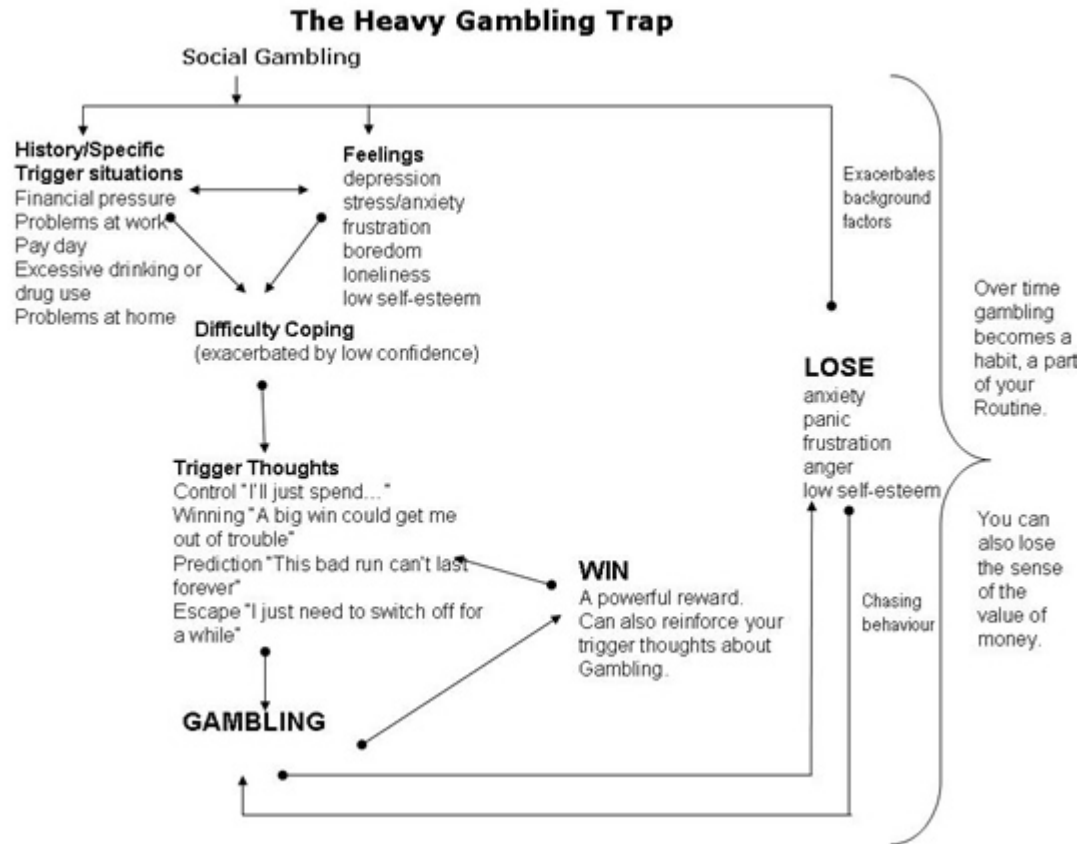 The Heavy Gambling Trap
Social Gambling
History/Specific
Trigger situations
Financial pressure
Problems at work
Pay day
Excessive drinking or
drug use
Problems at home
Feelings
depression
stress/anxiety
frustration
boredom
loneliness
low self-esteem
Difficulty Coping
(exacerbated by low confidence)
Trigger Thoughts
Control "I'll just spend..."
Winning "A big win could get me
out of trouble"
Prediction "This bad run can't last
forever"
Escape "I just need to switch off for
a while"
GAMBLING
WIN
A powerful reward.
Can also reinforce your
trigger thoughts about
Gambling.
Exacerbates
background
factors
LOSE
anxiety
panic
frustration
anger
low self-esteem
Chasing
behaviour
Over time
gambling
becomes a
habit, a part
of your
Routine.
You can
also lose
the sense
of the
value of
money.